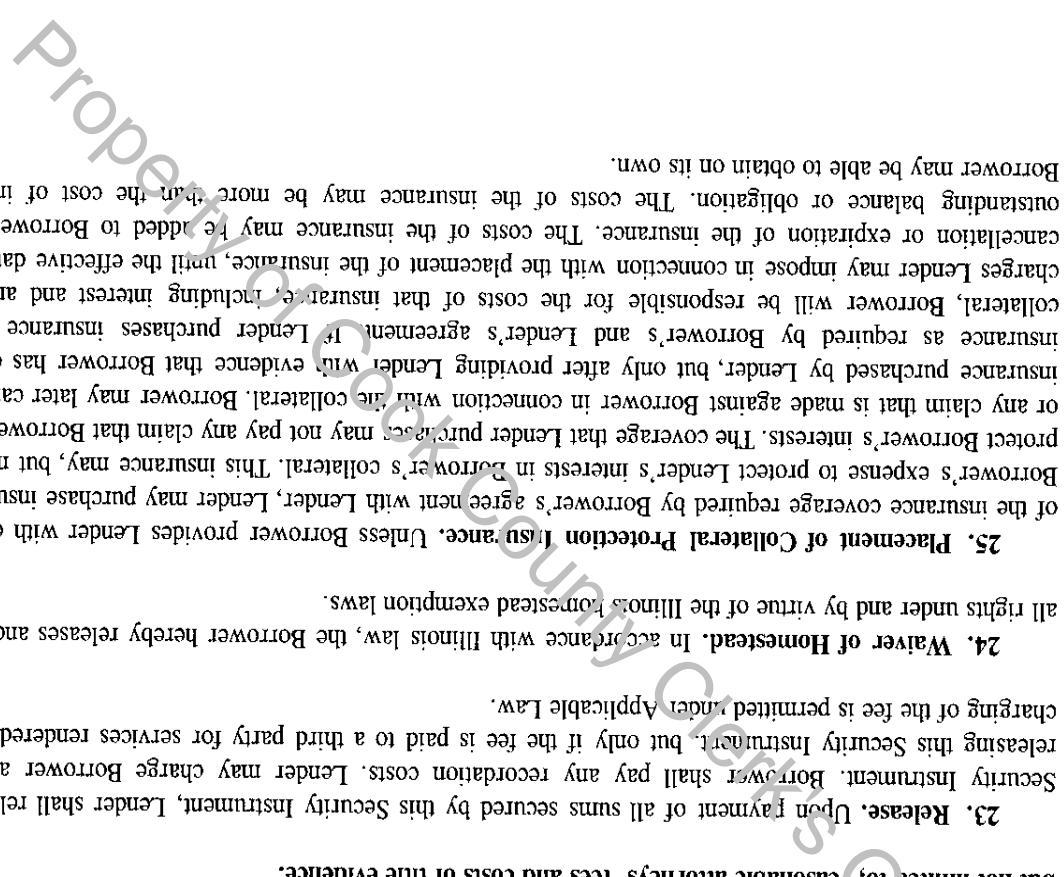 but not limited to, reasonable attorneys' fees and costs of title evidence.
23. Release. Upon payment of all sums secured by this Security Instrument, Lender shall rel
Security Instrument. Borrower shall pay any recordation costs. Lender may charge Borrower a
releasing this Security Instrument, but only if the fee is paid to a third party for services rendered
charging of the fee is permitted under Applicable Law.
24. Waiver of Homestead. In accordance with Illinois law, the Borrower hereby releases and
all rights under and by virtue of the Illinois homestead exemption laws.
25. Placement of Collateral Protection Insurance. Unless Borrower provides Lender with e
of the insurance coverage required by Borrower's agreement with Lender, Lender may purchase insu
Borrower's expense to protect Lender's interests in Borrower's collateral. This insurance may, but n
protect Borrower's interests. The coverage that Lender purchases may not pay any claim that Borrowe
or any claim that is made against Borrower in connection with the collateral. Borrower may later ca
insurance purchased by Lender, but only after providing Lender with evidence that Borrower has
insurance as required by Borrower's and Lender's agreement. If Lender purchases insurance
collateral, Borrower will be responsible for the costs of that insurance, including interest and a
charges Lender may impose in connection with the placement of the insurance, until the effective da
cancellation or expiration of the insurance. The costs of the insurance may be added to Borrowe
outstanding balance or obligation. The costs of the insurance may be more than the cost of in
Borrower may be able to obtain on its own.
Property of Cook County Clerk's O